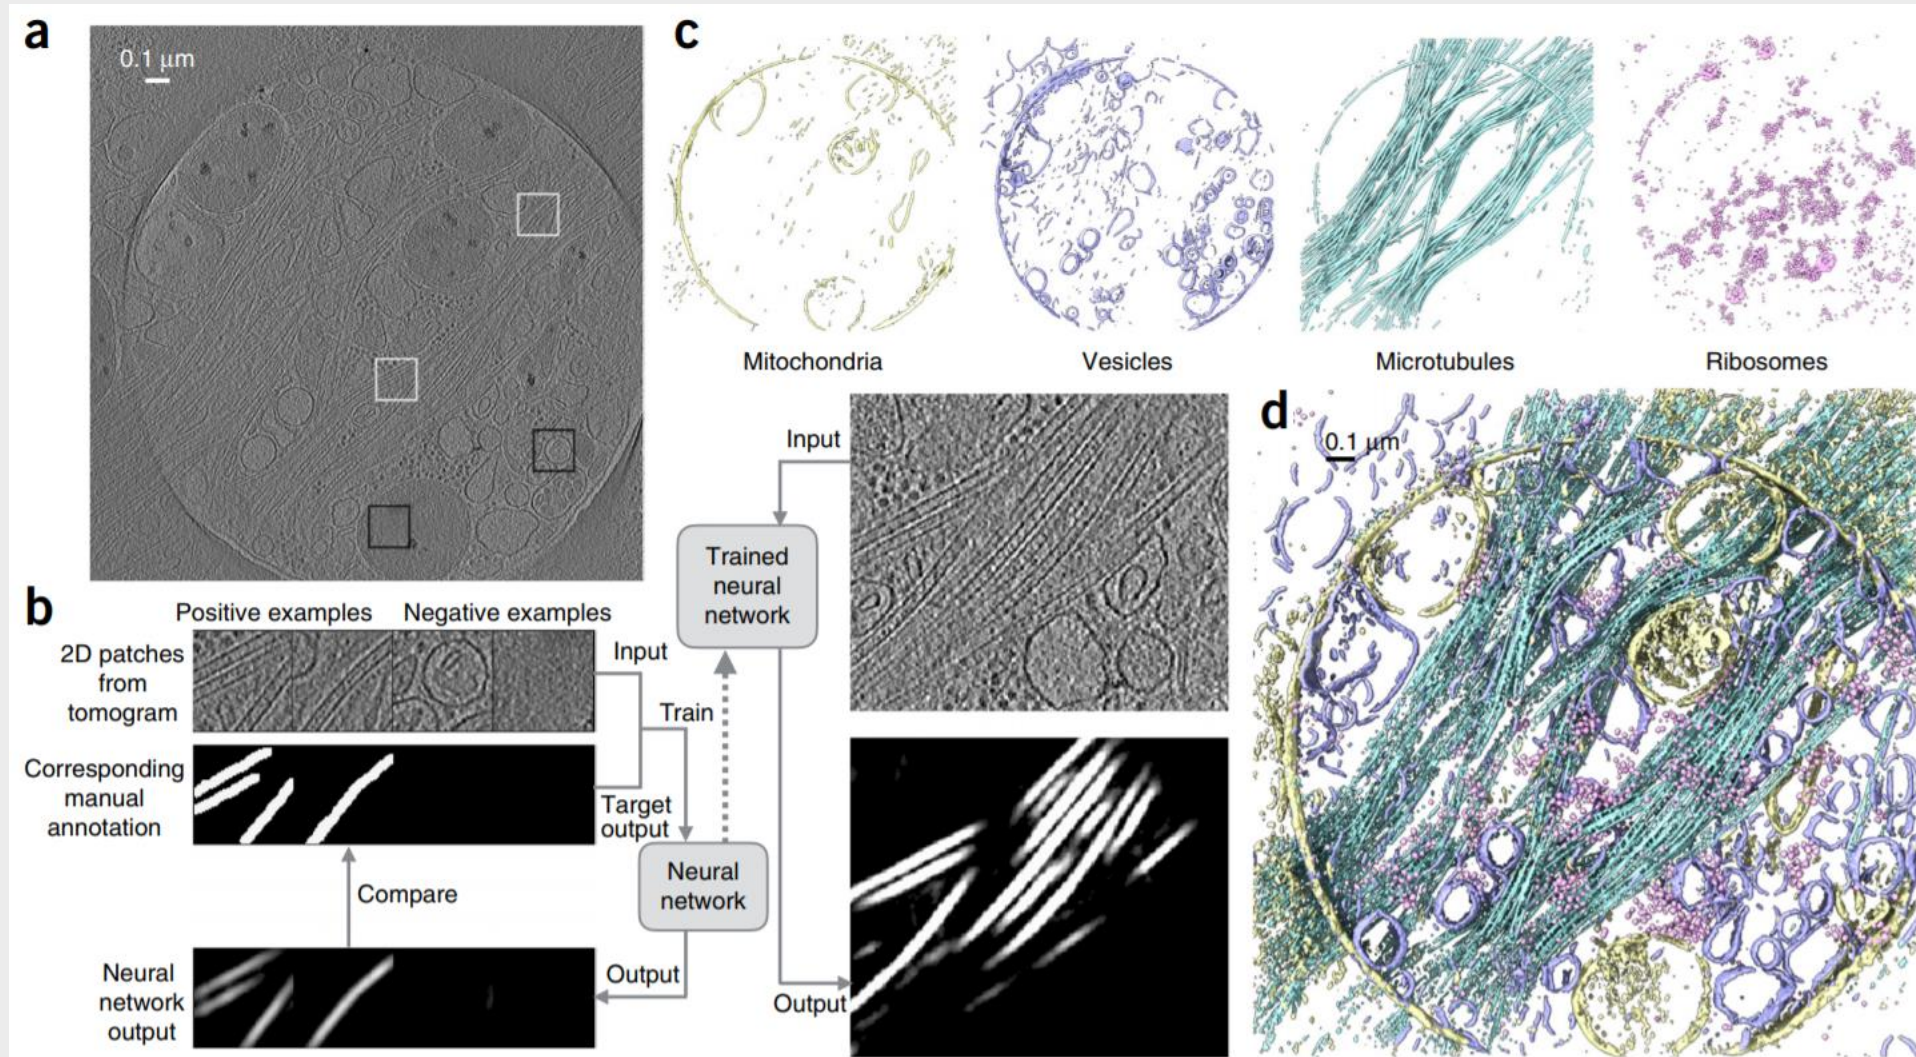 a
0.1 μm
c
Mitochondria
Vesicles
Microtubules
Ribosomes
b
Positive examples
Negative examples
2D patches
from
tomogram
Corresponding
manual
annotation
Compare
Neural
network
output
Input
Train
Target
output
Neural
network
Output
Input
Trained
neural
network
Output
d
0.1 μm